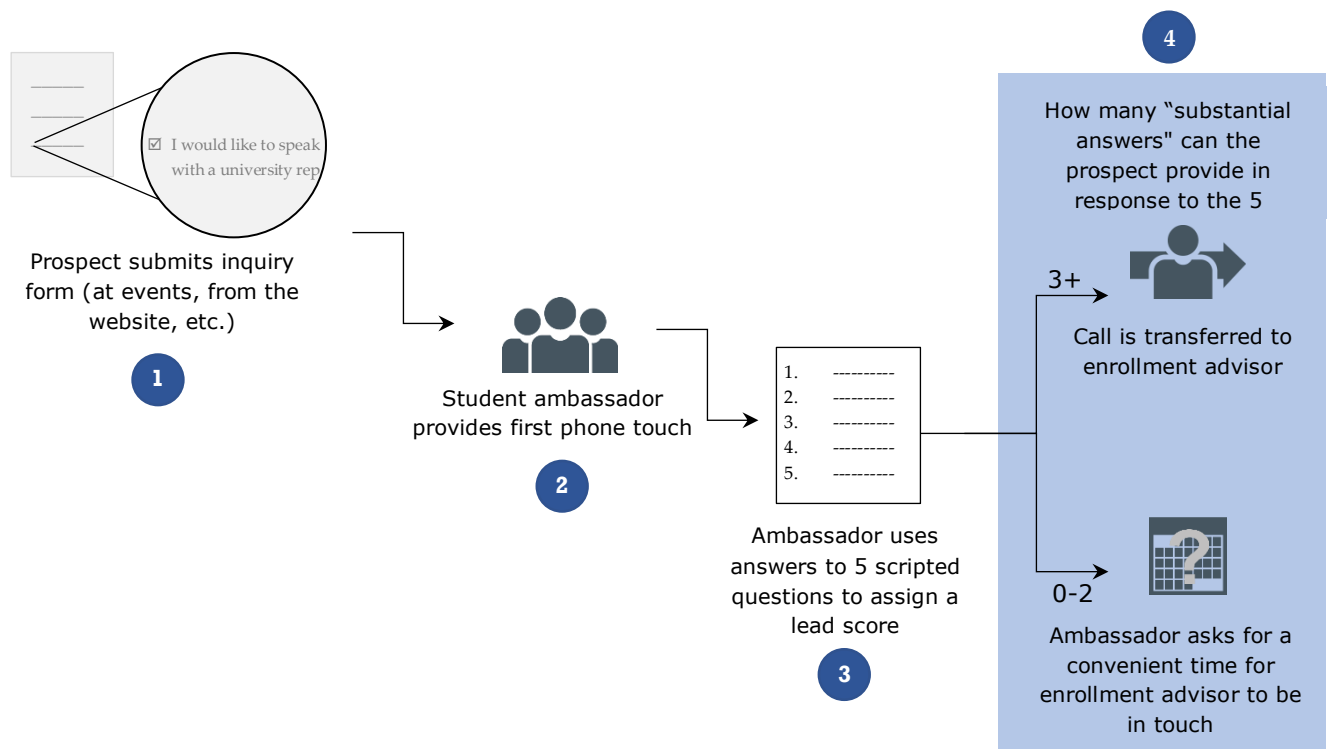 ☑ I would like to speak
with a university rep
Prospect submits inquiry
form (at events, from the
website, etc.)
1
Student ambassador
provides first phone touch
2
1. ----------
2. ----------
3. ----------
4. ----------
5. ----------
Ambassador uses
answers to 5 scripted
questions to assign a
lead score
3
4
How many “substantial
answers" can the
prospect provide in
response to the 5
3+
Call is transferred to
enrollment advisor
?
0-2
Ambassador asks for a
convenient time for
enrollment advisor to be
in touch